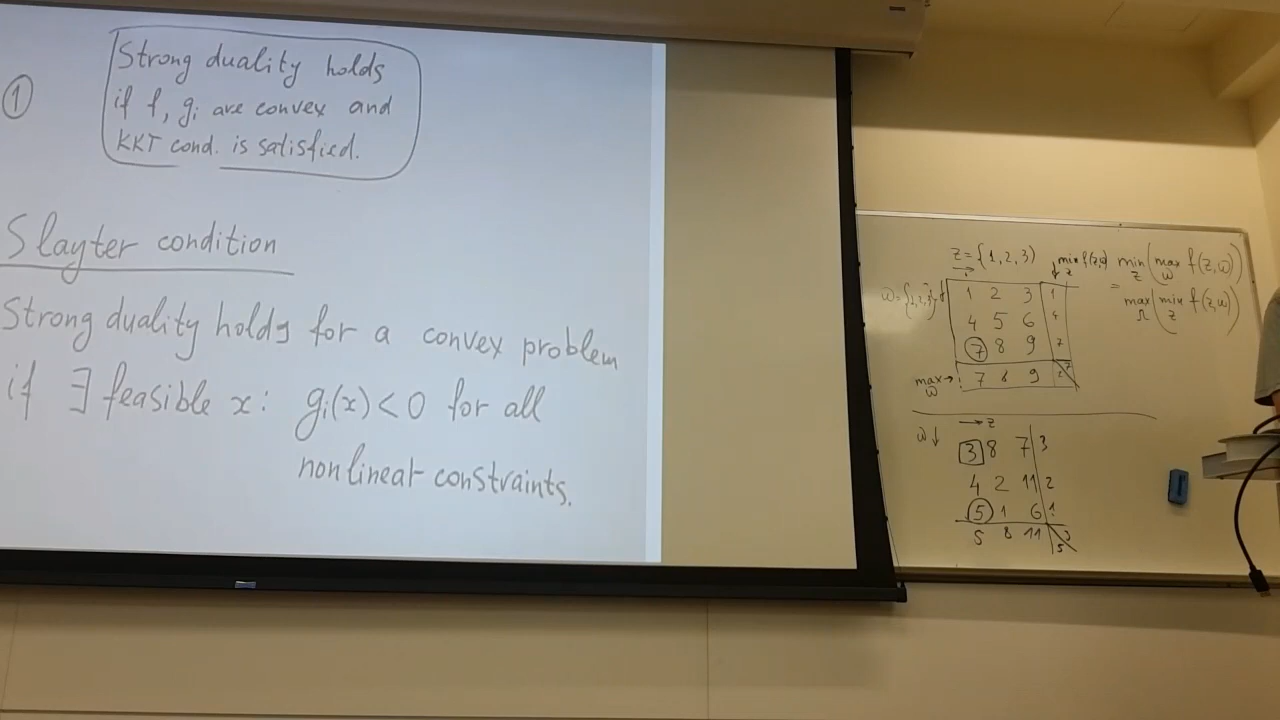 ①
Strong duality holds
if f, gi are convex and
KKT cond. is satisfied.
Slayter condition
Strong duality holds for a convex problem
if ∃ feasible x: gi(x) < 0 for all
nonlinear constraints.
z = {1, 2, 3}
1 2 3 1
4 5 6 4
7 8 9 7
max ω → 7 8 9
min z (max ω f(z, ω))
= max Ω (min z f(z, ω))
ω ↓ → z
3 8 7 3
4 2 11 2
5 1 6 1
5 8 11 3 5